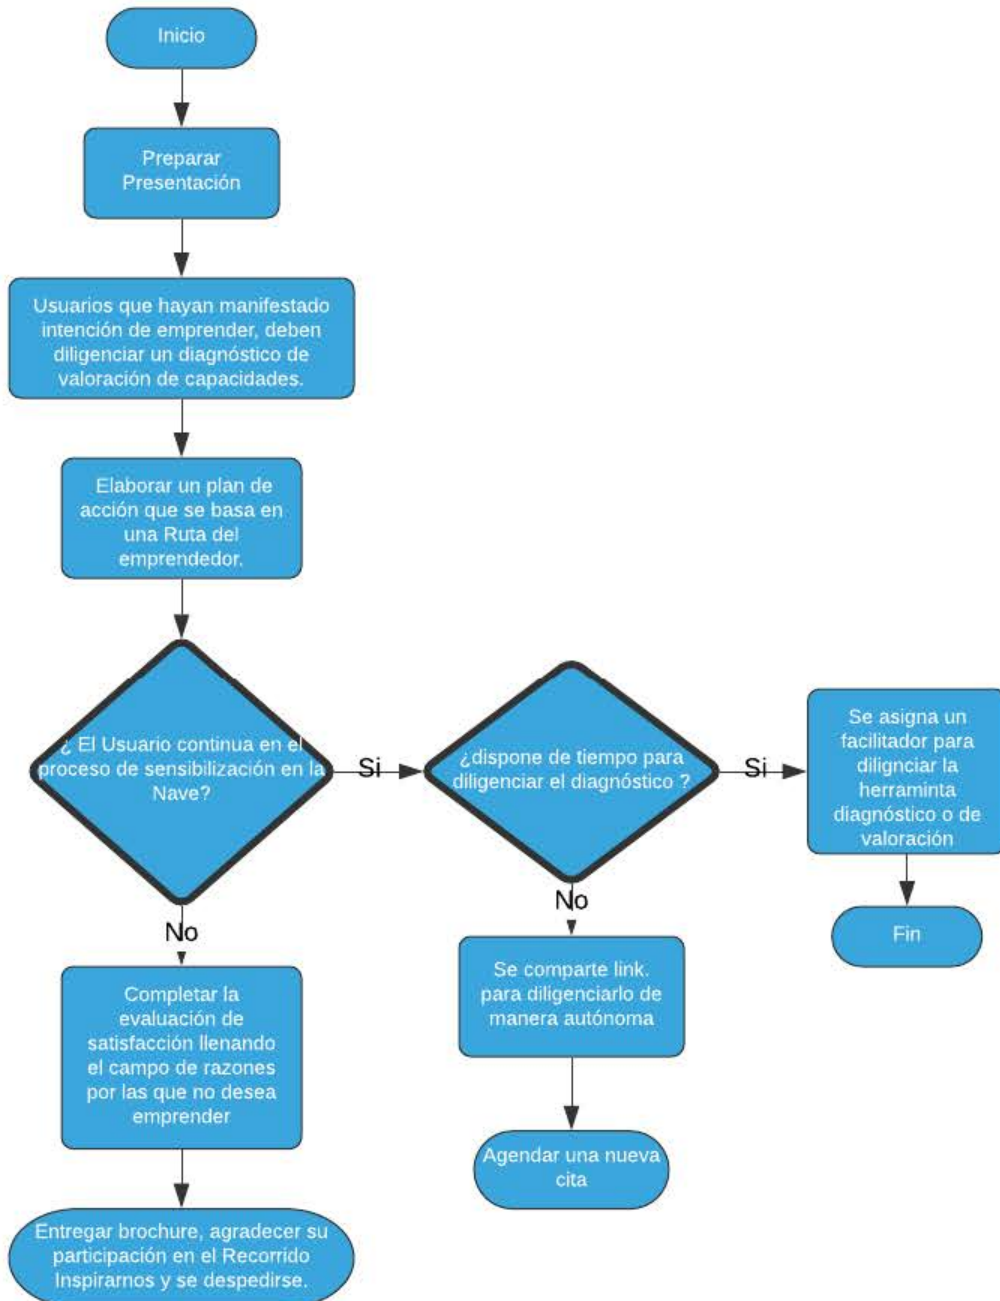 Inicio
Preparar
Presentación
Usuarios que hayan manifestado
intención de emprender, deben
diligenciar un diagnóstico de
valoración de capacidades.
Elaborar un plan de
acción que se basa en
una Ruta del
emprendedor.
¿ El Usuario continua en el
proceso de sensibilización en la
Nave?
Si
¿dispone de tiempo para
diligenciar el diagnóstico ?
Si
Se asigna un
facilitador para
dilignciar la
herraminta
diagnóstico o de
valoración
Fin
No
Se comparte link.
para diligenciarlo de
manera autónoma
Agendar una nueva
cita
No
Completar la
evaluación de
satisfacción llenando
el campo de razones
por las que no desea
emprender
Entregar brochure, agradecer su
participación en el Recorrido
Inspirarnos y se despedirse.